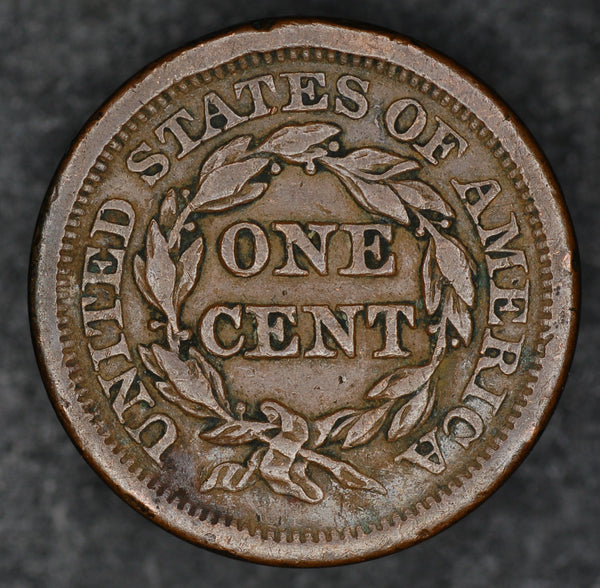 UNITED STATES OF AMERICA
ONE
CENT